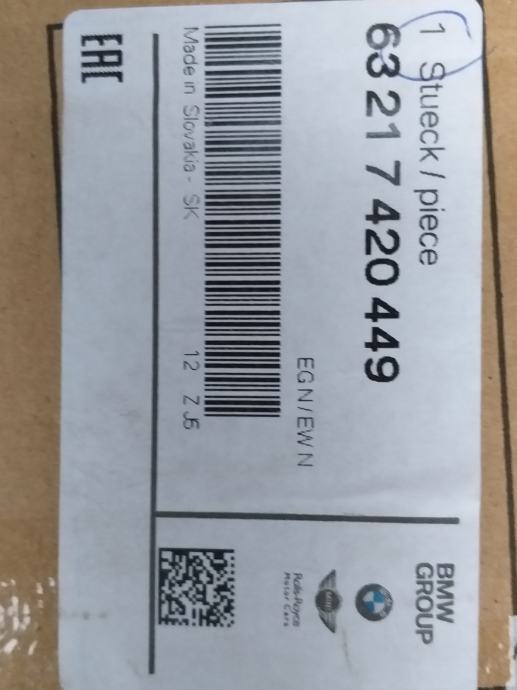 1 Stueck / piece
63 21 7 420 449
EG N / EW N
Made in Slovakia - SK
12 Z J6
EAC
BMW
GROUP
Rolls-Royce
Motor Cars